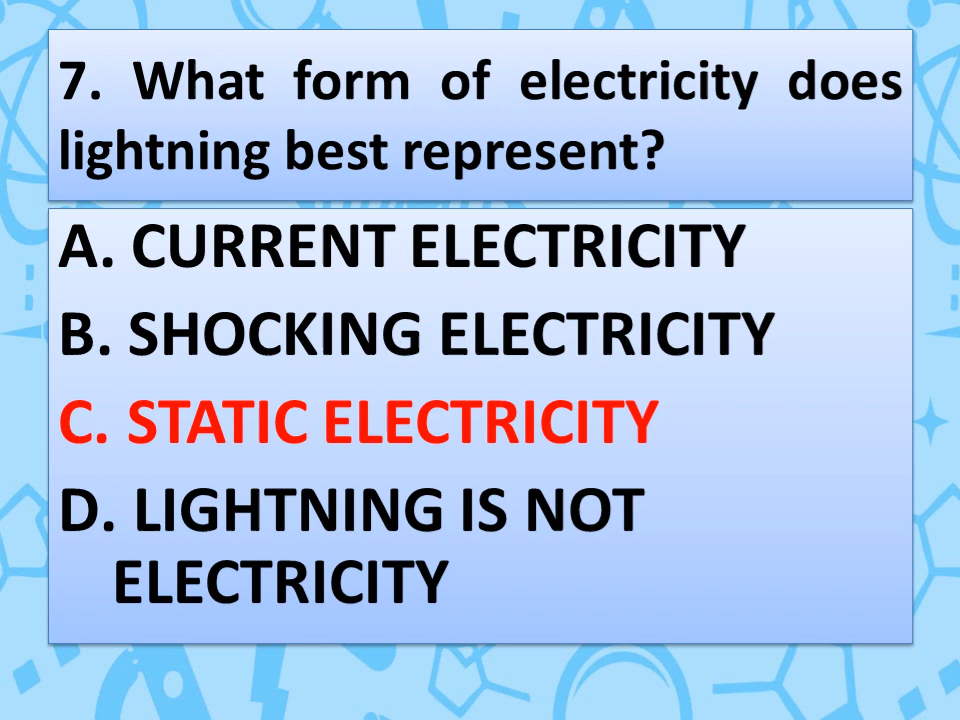 7. What form of electricity does
lightning best represent?
A. CURRENT ELECTRICITY
B. SHOCKING ELECTRICITY
C. STATIC ELECTRICITY
D. LIGHTNING IS NOT
ELECTRICITY